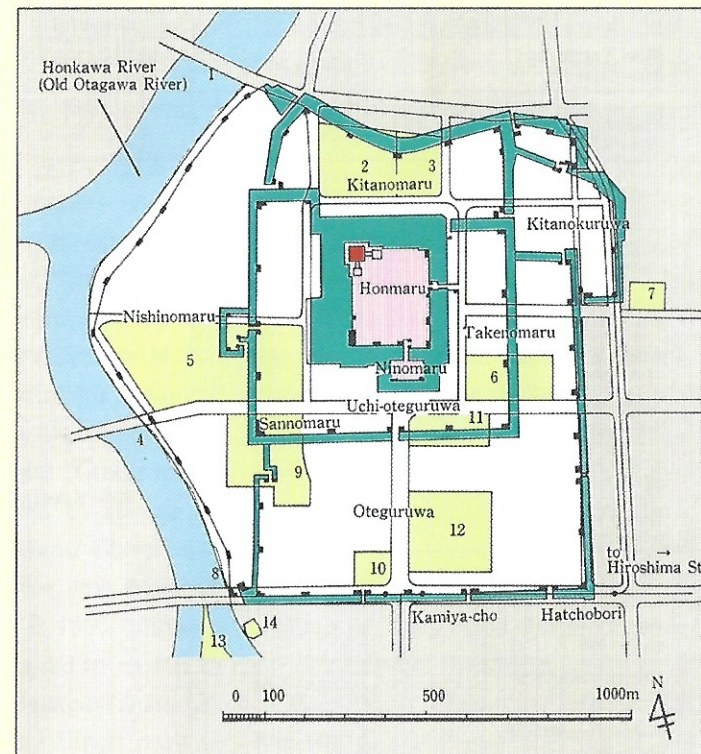 Honkawa River
(Old Otagawa River)
1
2
3
Kitanomaru
Kitanokuruwa
Honmaru
7
Nishinomaru
Takenomaru
5
Ninomaru
6
Uchi-oteguruwa
4
Sannomaru
11
9
Oteguruwa
12
to →
Hiroshima St
10
8
Kamiya-cho
Hatchobori
14
13
0 100 500 1000m
N
4